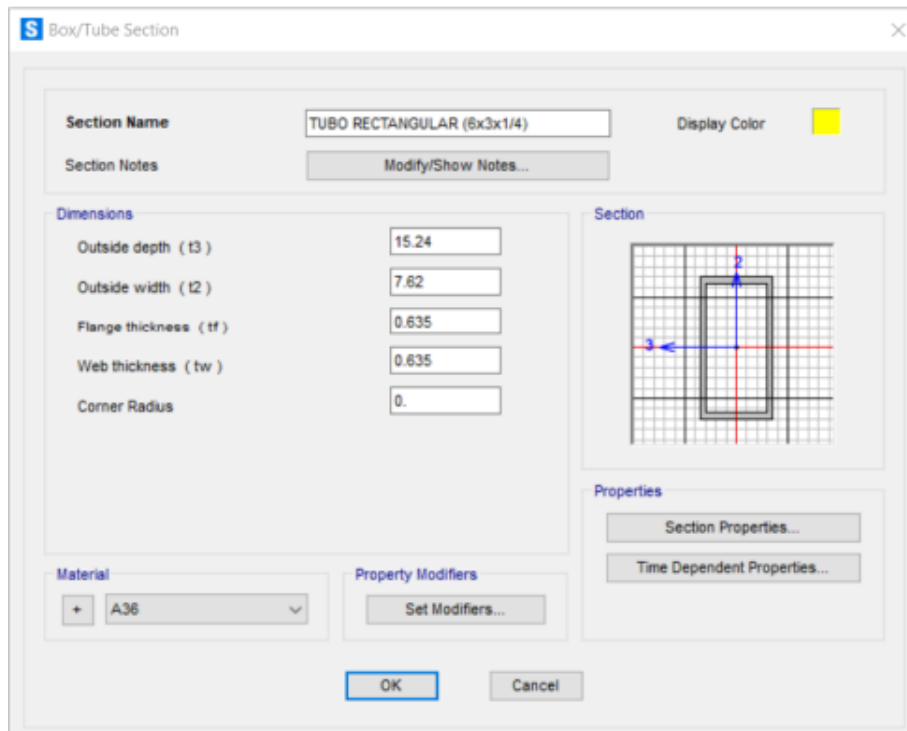 S Box/Tube Section
Section Name TUBO RECTANGULAR (6x3x1/4) Display Color
Section Notes Modify/Show Notes...
Dimensions
Outside depth ( t3 ) 15.24
Outside width ( t2 ) 7.62
Flange thickness ( tf ) 0.635
Web thickness ( tw ) 0.635
Corner Radius 0.
Section
2
3
Properties
Section Properties...
Time Dependent Properties...
Material
+ A36
Property Modifiers
Set Modifiers...
OK Cancel